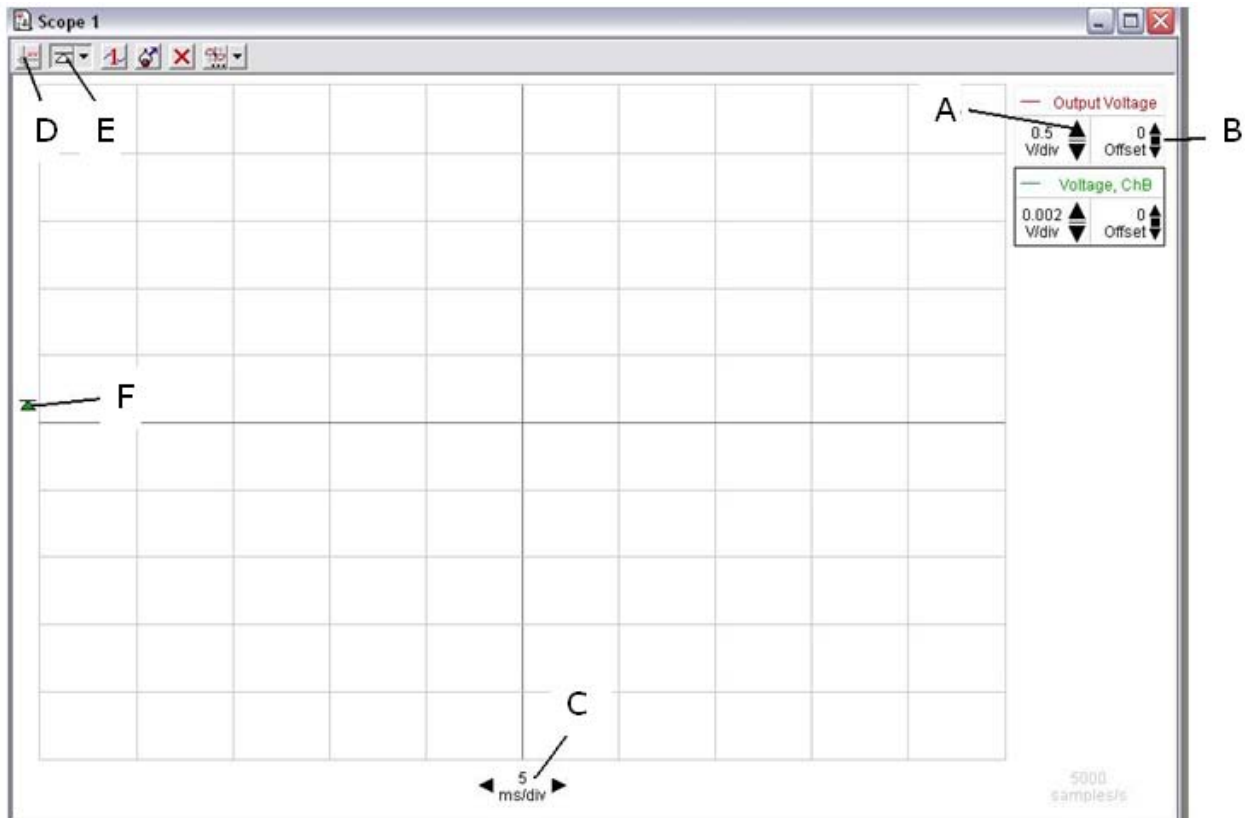 Scope 1
D
E
A
B
Output Voltage
0.5
V/div
0
Offset
Voltage, ChB
0.002
V/div
0
Offset
F
C
5
ms/div
5000
samples/s